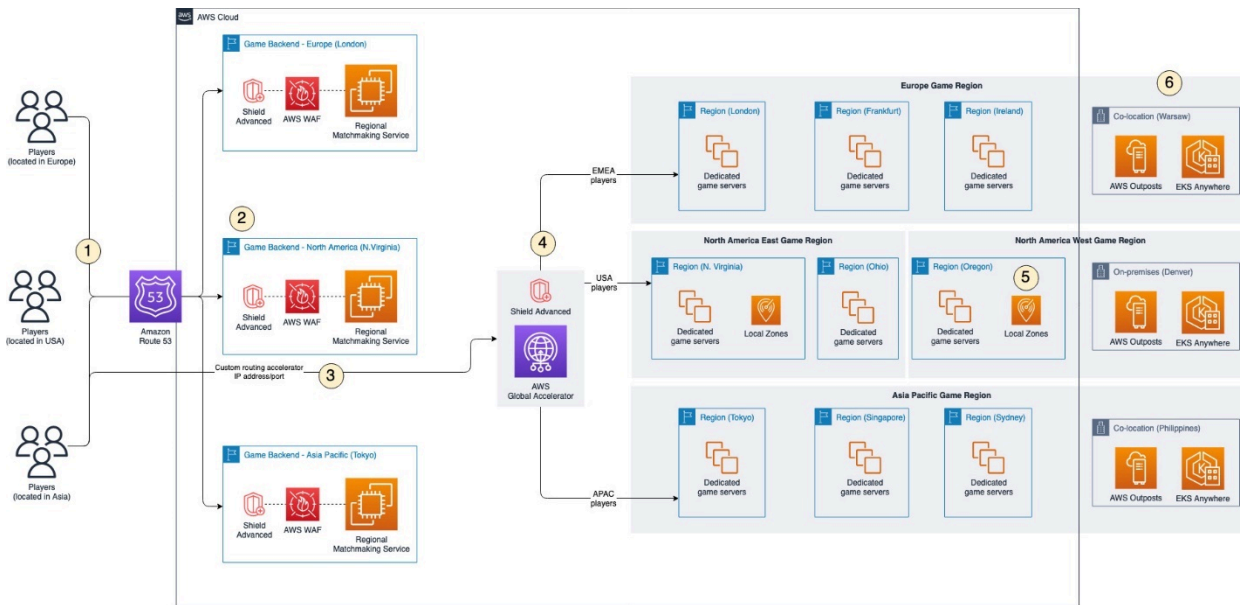 aws
AWS Cloud
Game Backend - Europe (London)
Shield
Advanced
AWS WAF
Regional
Matchmaking Service
Players
(located in Europe)
1
2
Game Backend - North America (N.Virginia)
Shield
Advanced
AWS WAF
Regional
Matchmaking Service
Players
(located in USA)
53
Amazon
Route 53
Custom routing accelerator
IP address/port
3
Game Backend - Asia Pacific (Tokyo)
Shield
Advanced
AWS WAF
Regional
Matchmaking Service
Players
(located in Asia)
4
Shield Advanced
AWS
Global Accelerator
EMEA
players
USA
players
APAC
players
Europe Game Region
6
Region (London)
Dedicated
game servers
Region (Frankfurt)
Dedicated
game servers
Region (Ireland)
Dedicated
game servers
Co-location (Warsaw)
AWS Outposts
K
EKS Anywhere
North America East Game Region
Region (N. Virginia)
Dedicated
game servers
Local Zones
Region (Ohio)
Dedicated
game servers
North America West Game Region
Region (Oregon)
5
Dedicated
game servers
Local Zones
On-premises (Denver)
AWS Outposts
K
EKS Anywhere
Asia Pacific Game Region
Region (Tokyo)
Dedicated
game servers
Region (Singapore)
Dedicated
game servers
Region (Sydney)
Dedicated
game servers
Co-location (Philippines)
AWS Outposts
K
EKS Anywhere